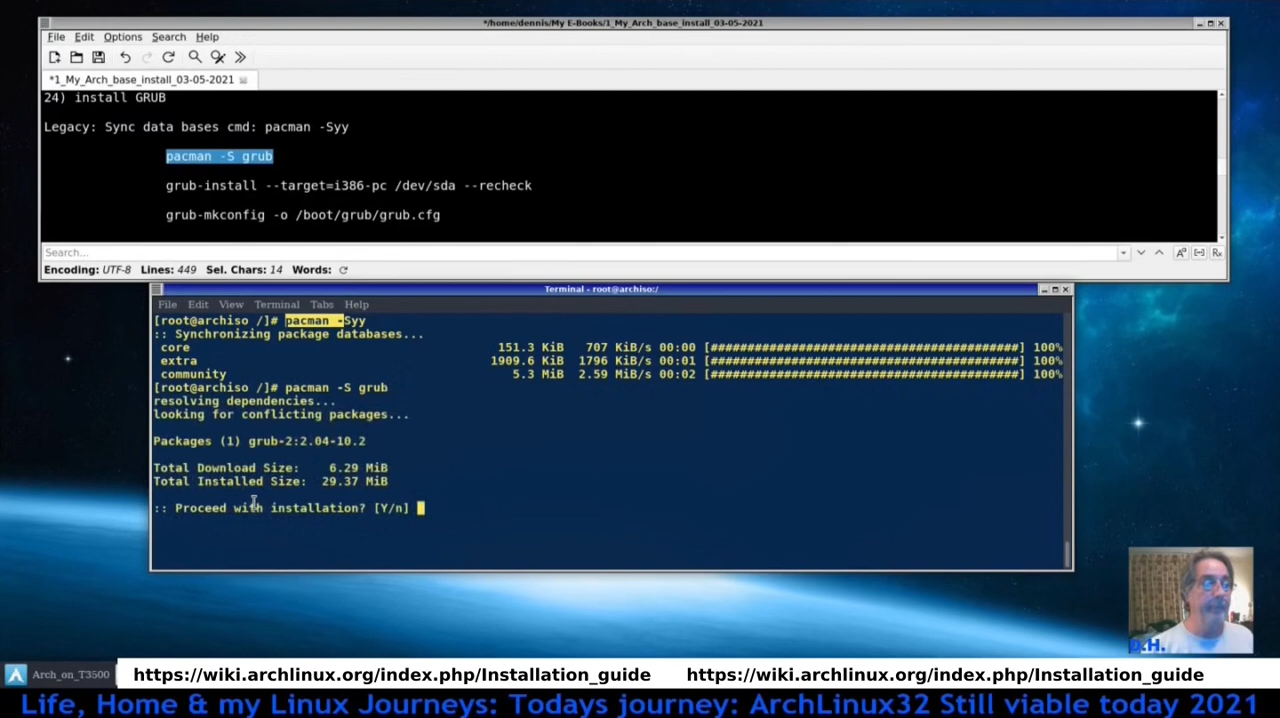 */home/dennis/My E-Books/1_My_Arch_base_install_03-05-2021
File Edit Options Search Help
*1_My_Arch_base_install_03-05-2021
24) install GRUB
Legacy: Sync data bases cmd: pacman -Syy
pacman -S grub
grub-install --target=i386-pc /dev/sda --recheck
grub-mkconfig -o /boot/grub/grub.cfg
Search...
Encoding: UTF-8 Lines: 449 Sel. Chars: 14 Words:
Terminal - root@archiso:/
File Edit View Terminal Tabs Help
[root@archiso /]# pacman -Syy
:: Synchronizing package databases...
core 151.3 KiB 707 KiB/s 00:00 [######################################] 100%
extra 1909.6 KiB 1796 KiB/s 00:01 [######################################] 100%
community 5.3 MiB 2.59 MiB/s 00:02 [######################################] 100%
[root@archiso /]# pacman -S grub
resolving dependencies...
looking for conflicting packages...
Packages (1) grub-2:2.04-10.2
Total Download Size: 6.29 MiB
Total Installed Size: 29.37 MiB
:: Proceed with installation? [Y/n]
D.H.
Arch_on_T3500
https://wiki.archlinux.org/index.php/Installation_guide https://wiki.archlinux.org/index.php/Installation_guide
Life, Home & my Linux Journeys: Todays journey: ArchLinux32 Still viable today 2021